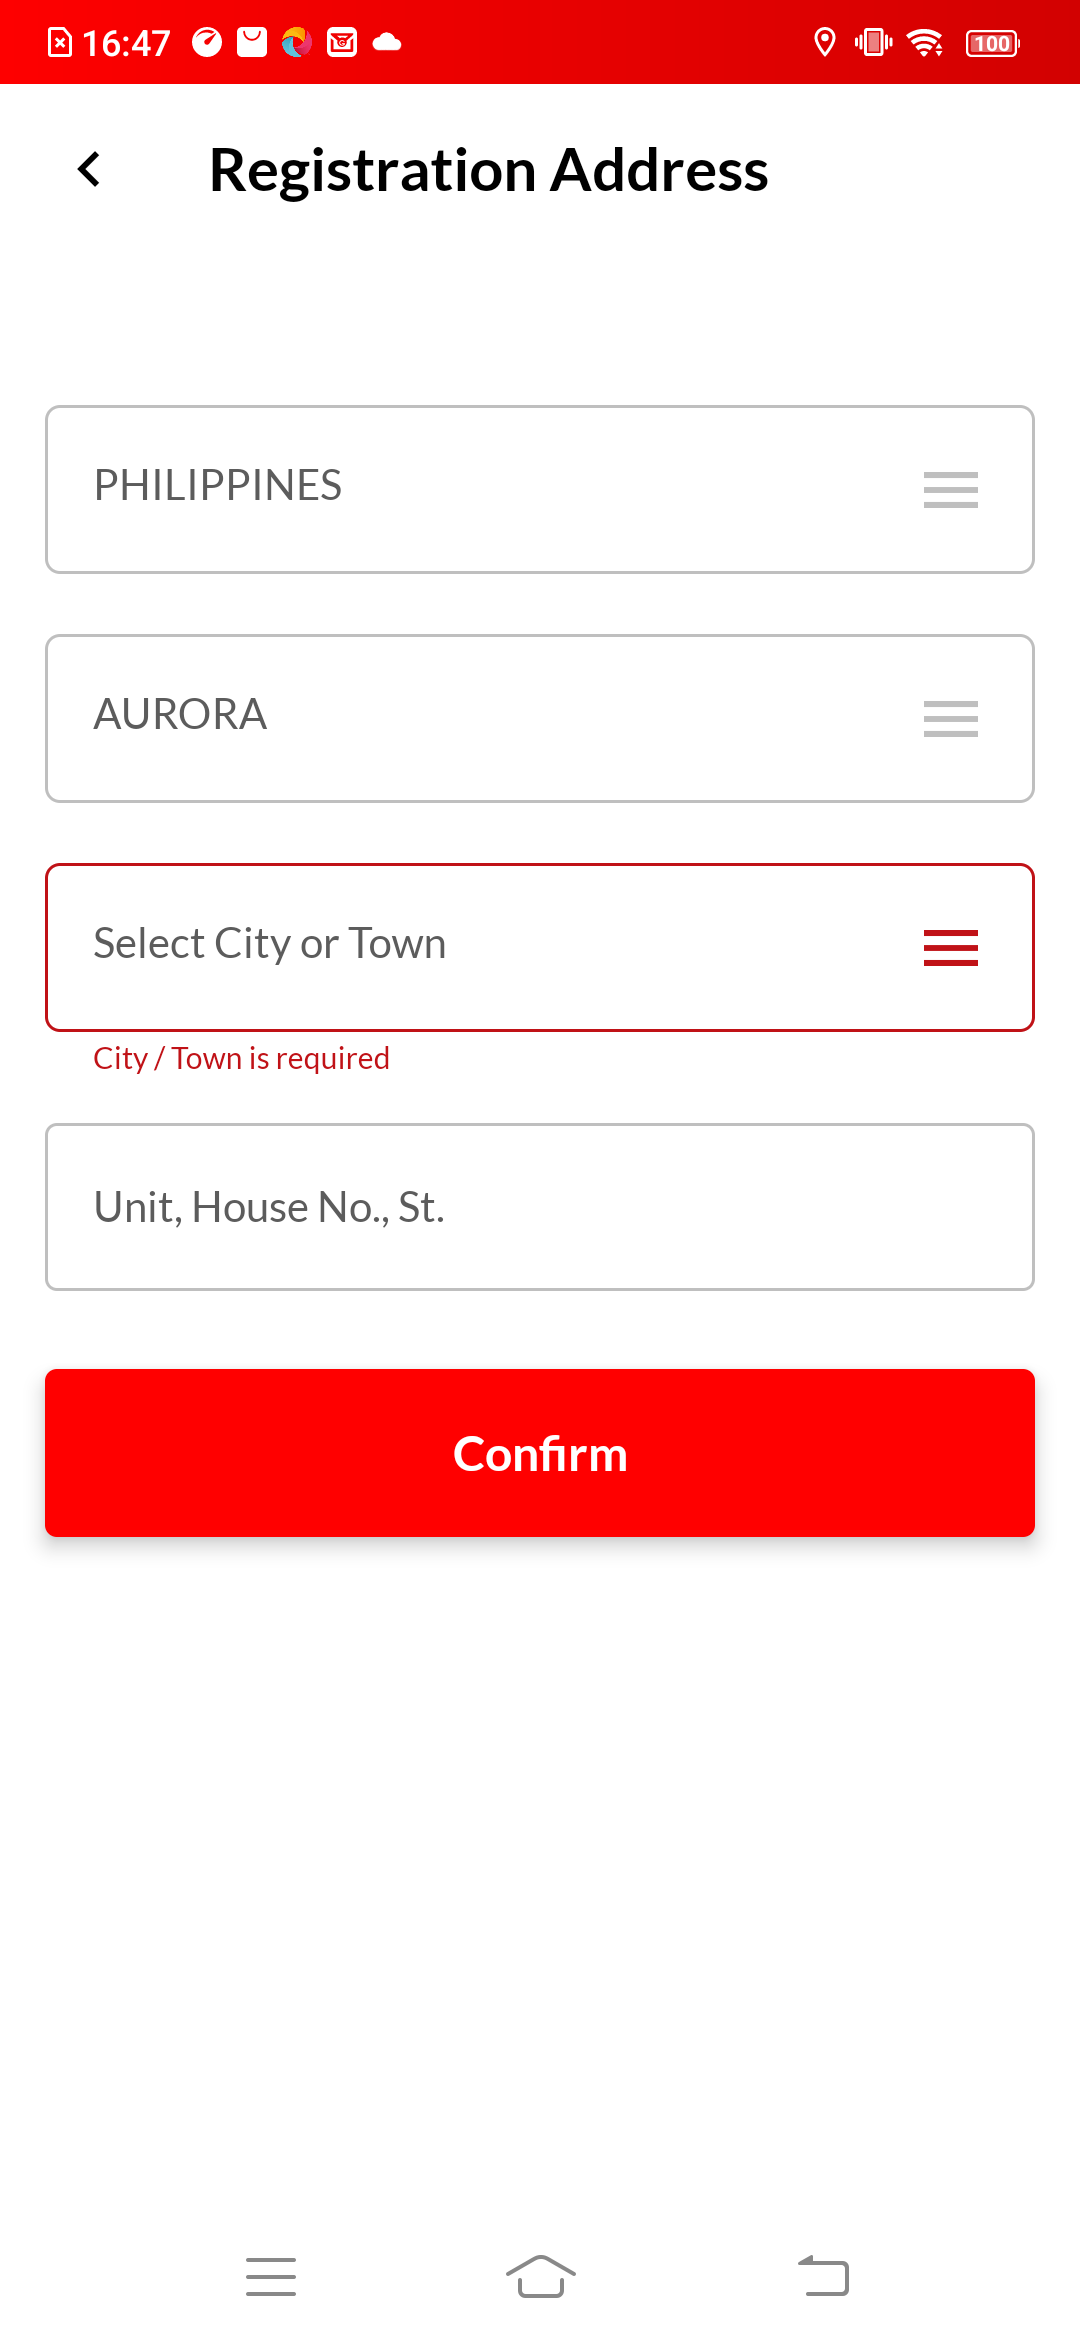 16:47
100
Registration Address
PHILIPPINES
AURORA
Select City or Town
City / Town is required
Unit, House No., St.
Confirm